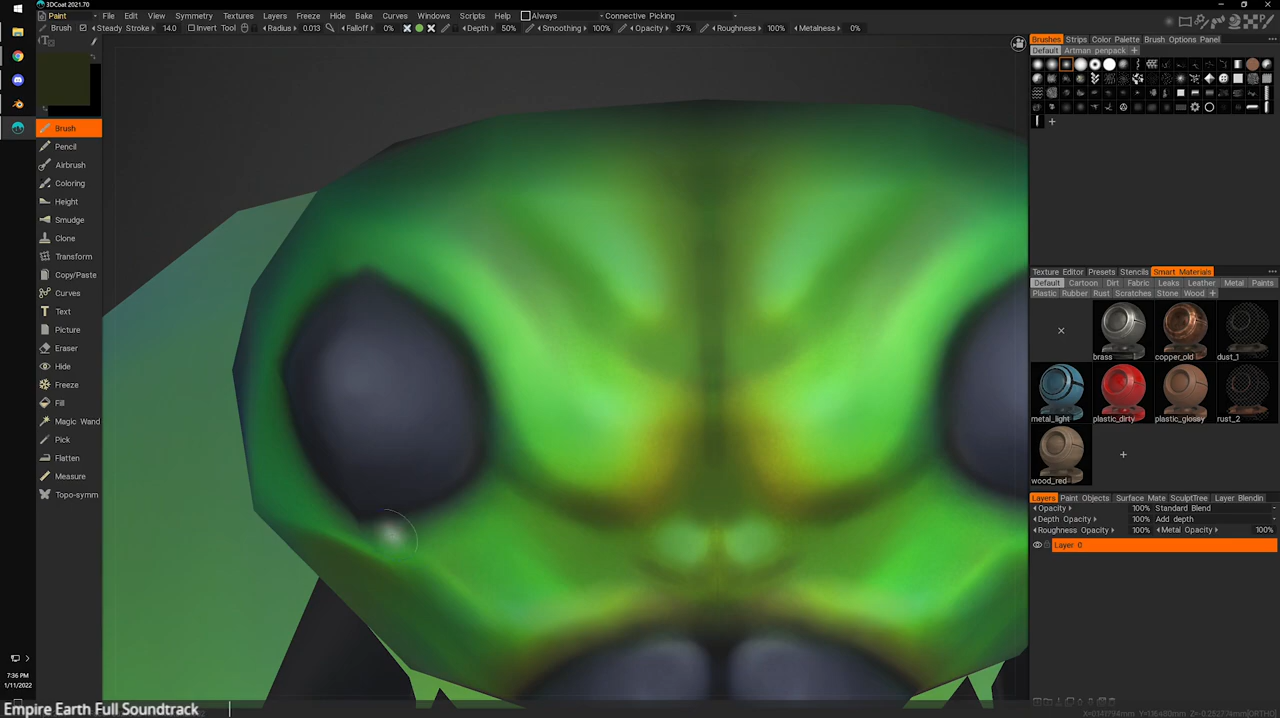 3DCoat 2021.70
Paint File Edit View Symmetry Textures Layers Freeze Bake Curves Windows Scripts Help Always Connective Picking
Brush Steady Stroke 14.0 Invert Tool Radius 0.013 Falloff 0% Depth 50% Smoothing 100% Opacity 37% Roughness 100% Metalness 0%
Brushes Strips Color Palette Brush Options Panel
Default Artman penpack +
Brush
Pencil
Airbrush
Coloring
Height
Smudge
Clone
Transform
Copy/Paste
Curves
Text
Picture
Eraser
Hide
Freeze
Fill
Magic Wand
Pick
Flatten
Measure
Topo-symm
Texture Editor Presets Stencils Smart Materials
Default Cartoon Dirt Fabric Leaks Leather Metal Paints
Plastic Rubber Rust Scratches Stone Wood +
brass copper_old dust_1
metal_light plastic_dirty plastic_glossy rust_2
wood_red
Layers Paint Objects Surface Mate SculptTree Layer Blendin
Opacity 100% Standard Blend
Depth Opacity 100% Add depth
Roughness Opacity 100% Metal Opacity 100%
Layer 0
7:36 PM
1/11/2022
Empire Earth Full Soundtrack